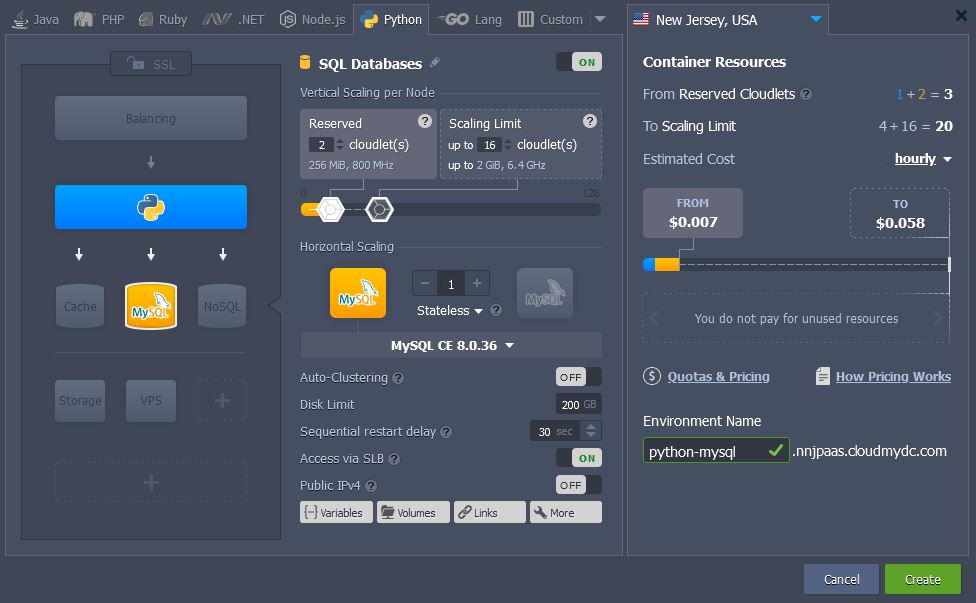 Java PHP Ruby .NET Node.js Python Lang Custom
New Jersey, USA
SSL
Balancing
Cache MySQL NoSQL
Storage VPS
SQL Databases ON
Vertical Scaling per Node
Reserved ?
2 cloudlet(s)
256 MiB, 800 MHz
Scaling Limit ?
up to 16 cloudlet(s)
up to 2 GiB, 6.4 GHz
0 128
Horizontal Scaling
MySQL 1 MySQL
Stateless ?
MySQL CE 8.0.36
Auto-Clustering ? OFF
Disk Limit 200 GB
Sequential restart delay ? 30 sec
Access via SLB ? ON
Public IPv4 ? OFF
Variables Volumes Links More
Container Resources
From Reserved Cloudlets ? 1 + 2 = 3
To Scaling Limit 4 + 16 = 20
Estimated Cost hourly
FROM
$0.007
TO
$0.058
You do not pay for unused resources
$ Quotas & Pricing How Pricing Works
Environment Name
python-mysql .nnjpaas.cloudmydc.com
Cancel Create